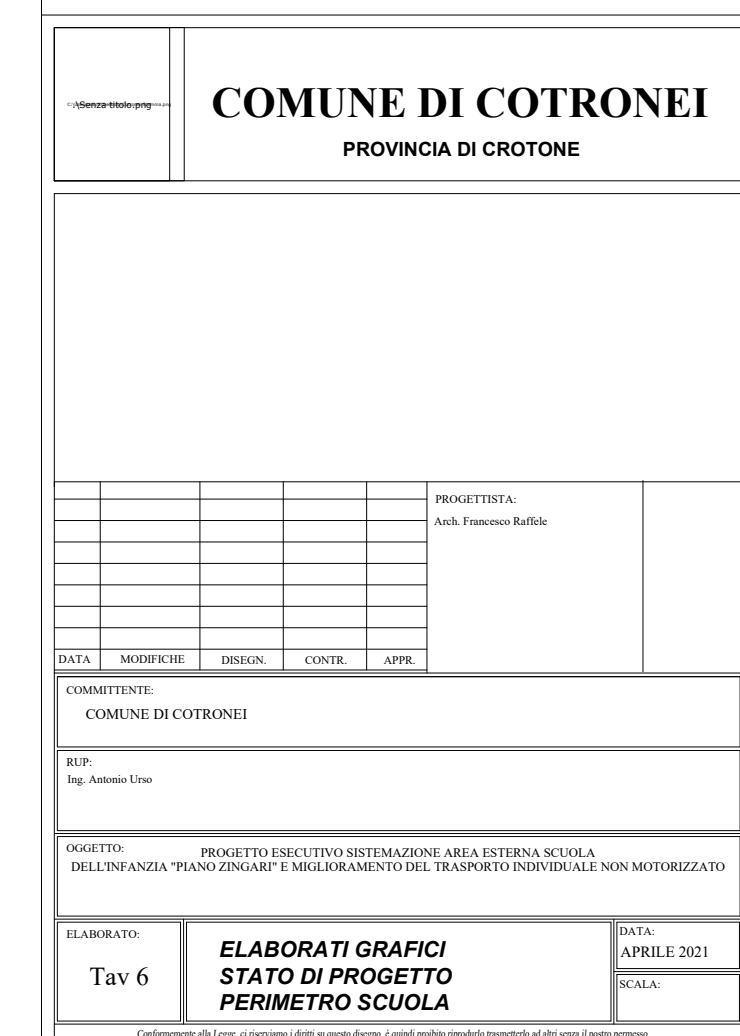 \Senza titolo.png
COMUNE DI COTRONEI
PROVINCIA DI CROTONE
PROGETTISTA:
Arch. Francesco Raffele
DATA MODIFICHE DISEGN. CONTR. APPR.
COMMITTENTE:
COMUNE DI COTRONEI
RUP:
Ing. Antonio Urso
OGGETTO: PROGETTO ESECUTIVO SISTEMAZIONE AREA ESTERNA SCUOLA
DELL'INFANZIA "PIANO ZINGARI" E MIGLIORAMENTO DEL TRASPORTO INDIVIDUALE NON MOTORIZZATO
ELABORATO:
Tav 6
ELABORATI GRAFICI
STATO DI PROGETTO
PERIMETRO SCUOLA
DATA:
APRILE 2021
SCALA:
Conformemente alla Legge, ci riserviamo i diritti su questo disegno, è quindi proibito riprodurlo trasmetterlo ad altri senza il nostro permesso